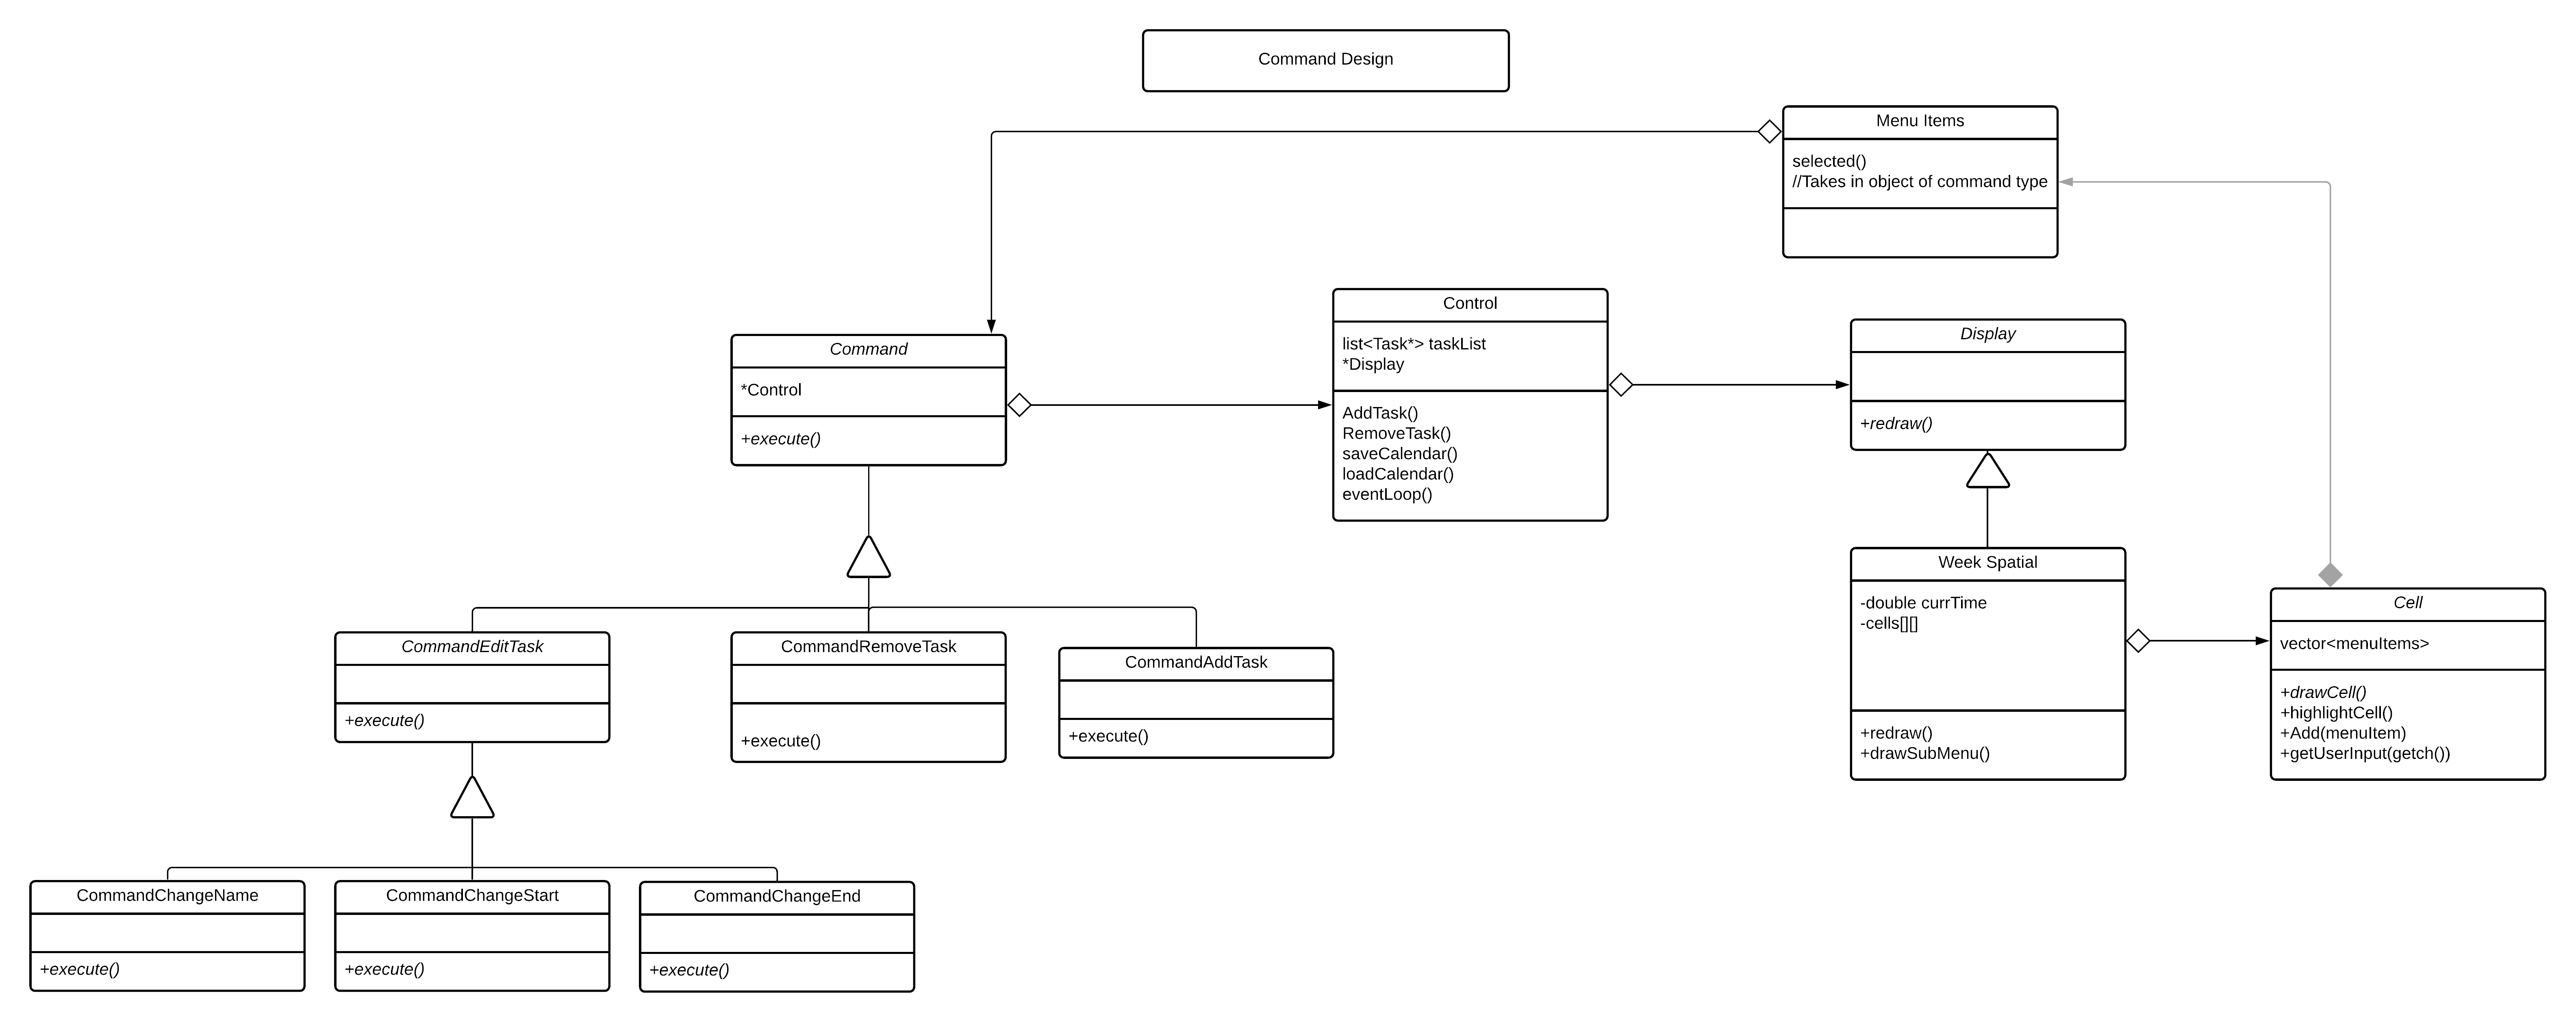 Command Design
Menu Items
selected()
//Takes in object of command type
Control
list<Task*> taskList
*Display
AddTask()
RemoveTask()
saveCalendar()
loadCalendar()
eventLoop()
Display
+redraw()
Command
*Control
+execute()
Week Spatial
-double currTime
-cells[][]
+redraw()
+drawSubMenu()
Cell
vector<menuItems>
+drawCell()
+highlightCell()
+Add(menuItem)
+getUserInput(getch())
CommandEditTask
+execute()
CommandRemoveTask
+execute()
CommandAddTask
+execute()
CommandChangeName
+execute()
CommandChangeStart
+execute()
CommandChangeEnd
+execute()